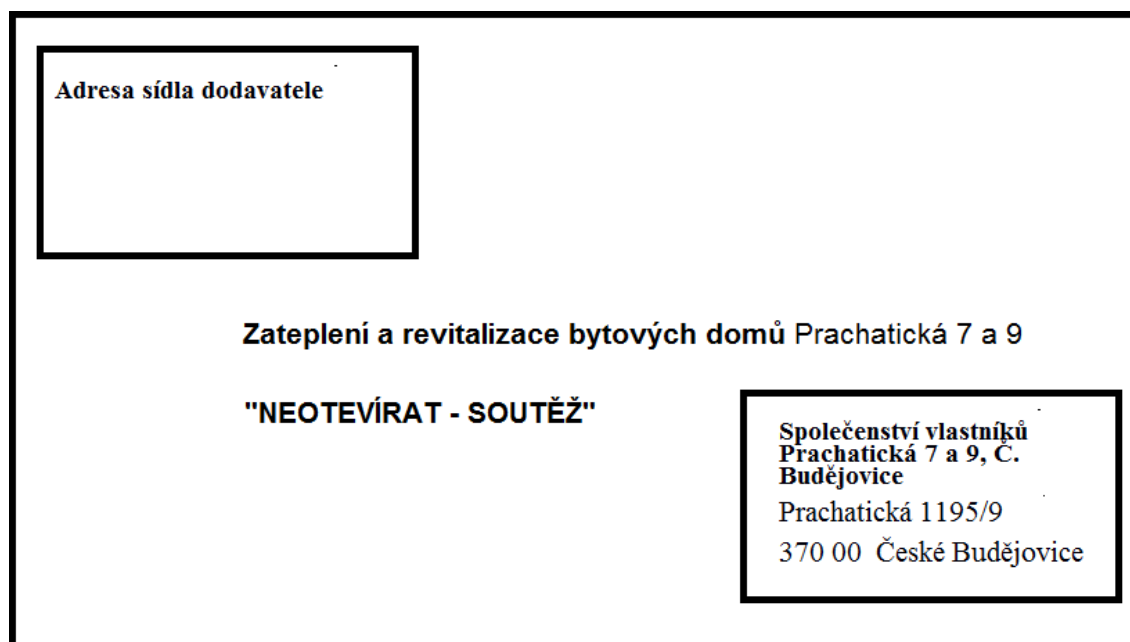 Adresa sídla dodavatele
Zateplení a revitalizace bytových domů Prachatická 7 a 9
"NEOTEVÍRAT - SOUTĚŽ"
Společenství vlastníků
Prachatická 7 a 9, Č.
Budějovice
Prachatická 1195/9
370 00  České Budějovice